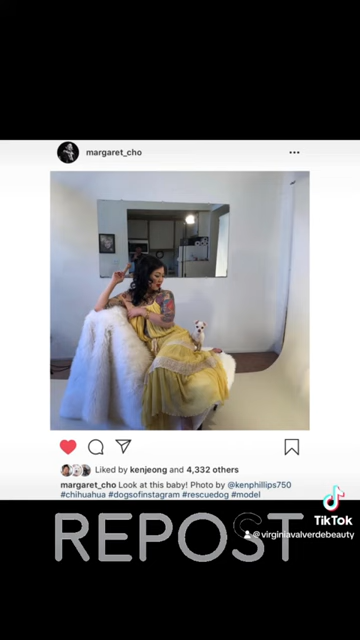 margaret_cho
Liked by kenjeong and 4,332 others
margaret_cho Look at this baby! Photo by @kenphillips750
#chihuahua #dogsofinstagram #rescuedog #model
REPOST
TikTok
@virginiavalverdebeauty